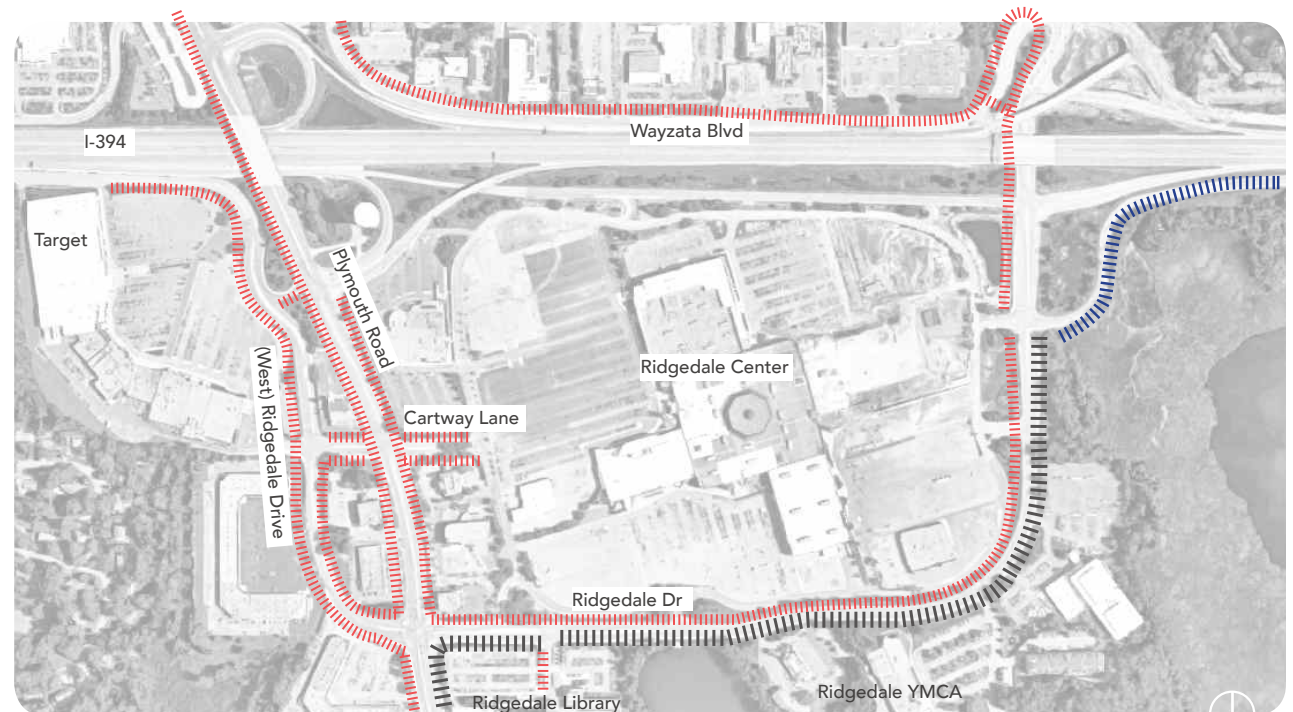 Wayzata Blvd
I-394
Target
Plymouth Road
Ridgedale Center
(West) Ridgedale Drive
Cartway Lane
Ridgedale Dr
Ridgedale YMCA
Ridgedale Library